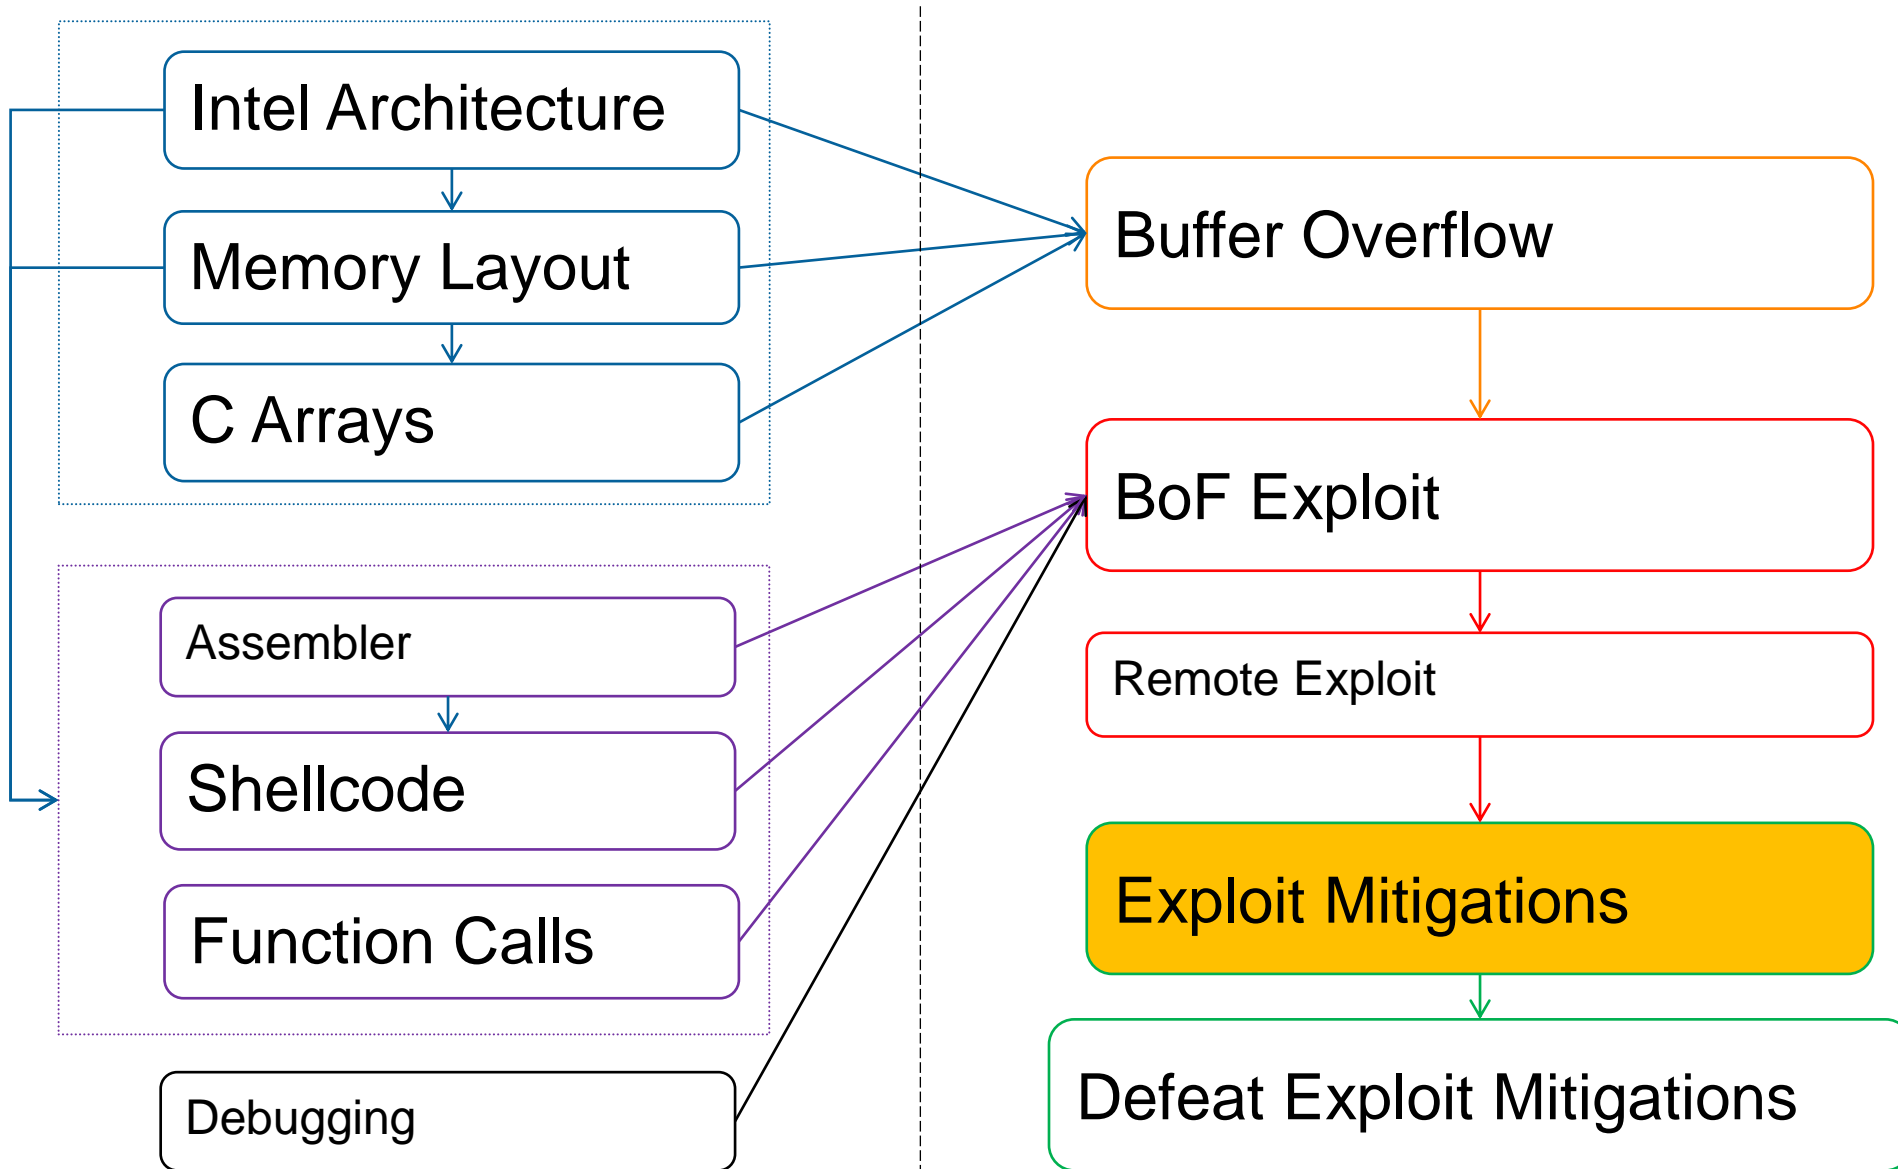 Intel Architecture
Memory Layout
C Arrays
Assembler
Shellcode
Function Calls
Debugging
Buffer Overflow
BoF Exploit
Remote Exploit
Exploit Mitigations
Defeat Exploit Mitigations